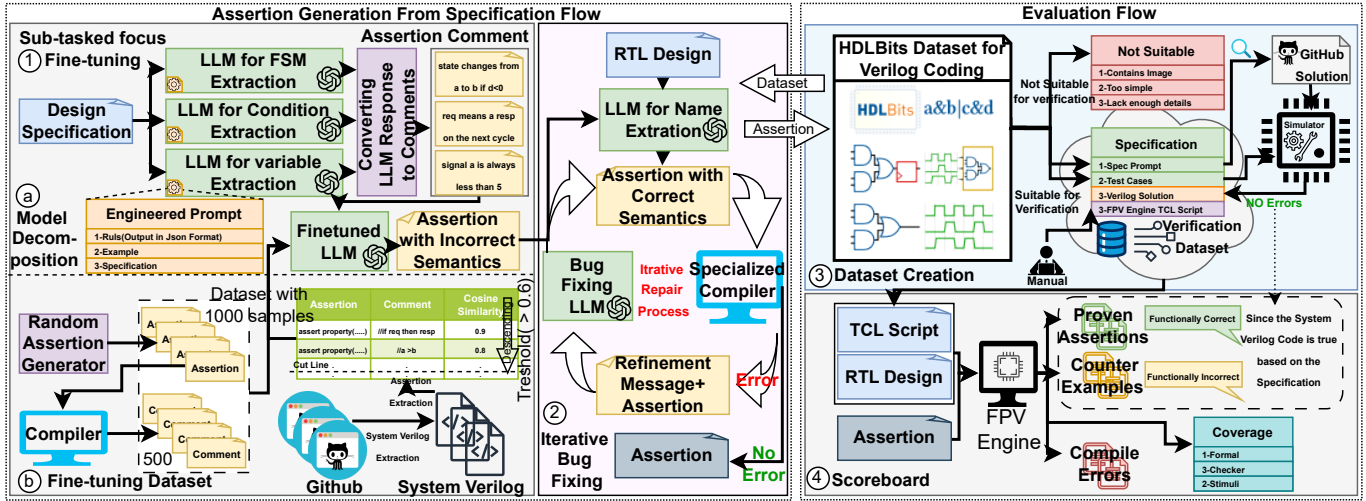 Assertion Generation From Specification Flow
Sub-tasked focus
1 Fine-tuning
Design
Specification
LLM for FSM
Extraction
LLM for Condition
Extraction
LLM for variable
Extraction
Converting
LLM Response
to Comments
Assertion Comment
state changes from
a to b if d<0
req means a resp
on the next cycle
signal a is always
less than 5
a
Model
Decom-
position
Engineered Prompt
1-Ruls(Output in Json Format)
2-Example
3-Specification
Finetuned
LLM
Assertion
with Incorrect
Semantics
Random
Assertion
Generator
Compiler
Dataset with
1000 samples
Assertion
Comment
500
Assertion
Comment
Cosine
Similarity
assert property(.....)
//if req then resp
0.9
assert property(.....)
//a >b
0.8
Cut Line
Descending
Treshold( > 0.6)
Assertion
Extraction
System Verilog
Extraction
Github
System Verilog
b Fine-tuning Dataset
RTL Design
LLM for Name
Extration
Assertion with
Correct
Semantics
Bug
Fixing
LLM
Itrative
Repair
Process
Specialized
Compiler
Error
Refinement
Message+
Assertion
2
Iterative
Bug
Fixing
Assertion
No
Error
Dataset
Assertion
Evaluation Flow
HDLBits Dataset for
Verilog Coding
HDLBits
a&b|c&d
Not Suitable
for verification
Not Suitable
1-Contains Image
2-Too simple
3-Lack enough details
GitHub
Solution
Simulator
Suitable for
Verification
Specification
1-Spec Prompt
2-Test Cases
3-Verilog Solution
3-FPV Engine TCL Script
NO Errors
Verification
Dataset
Manual
3 Dataset Creation
TCL Script
RTL Design
Assertion
FPV
Engine
Proven
Assertions
Functionally Correct
Counter
Examples
Functionally Incorrect
Since the System
Verilog Code is true
based on the
Specification
Compile
Errors
Coverage
1-Formal
3-Checker
2-Stimuli
4 Scoreboard